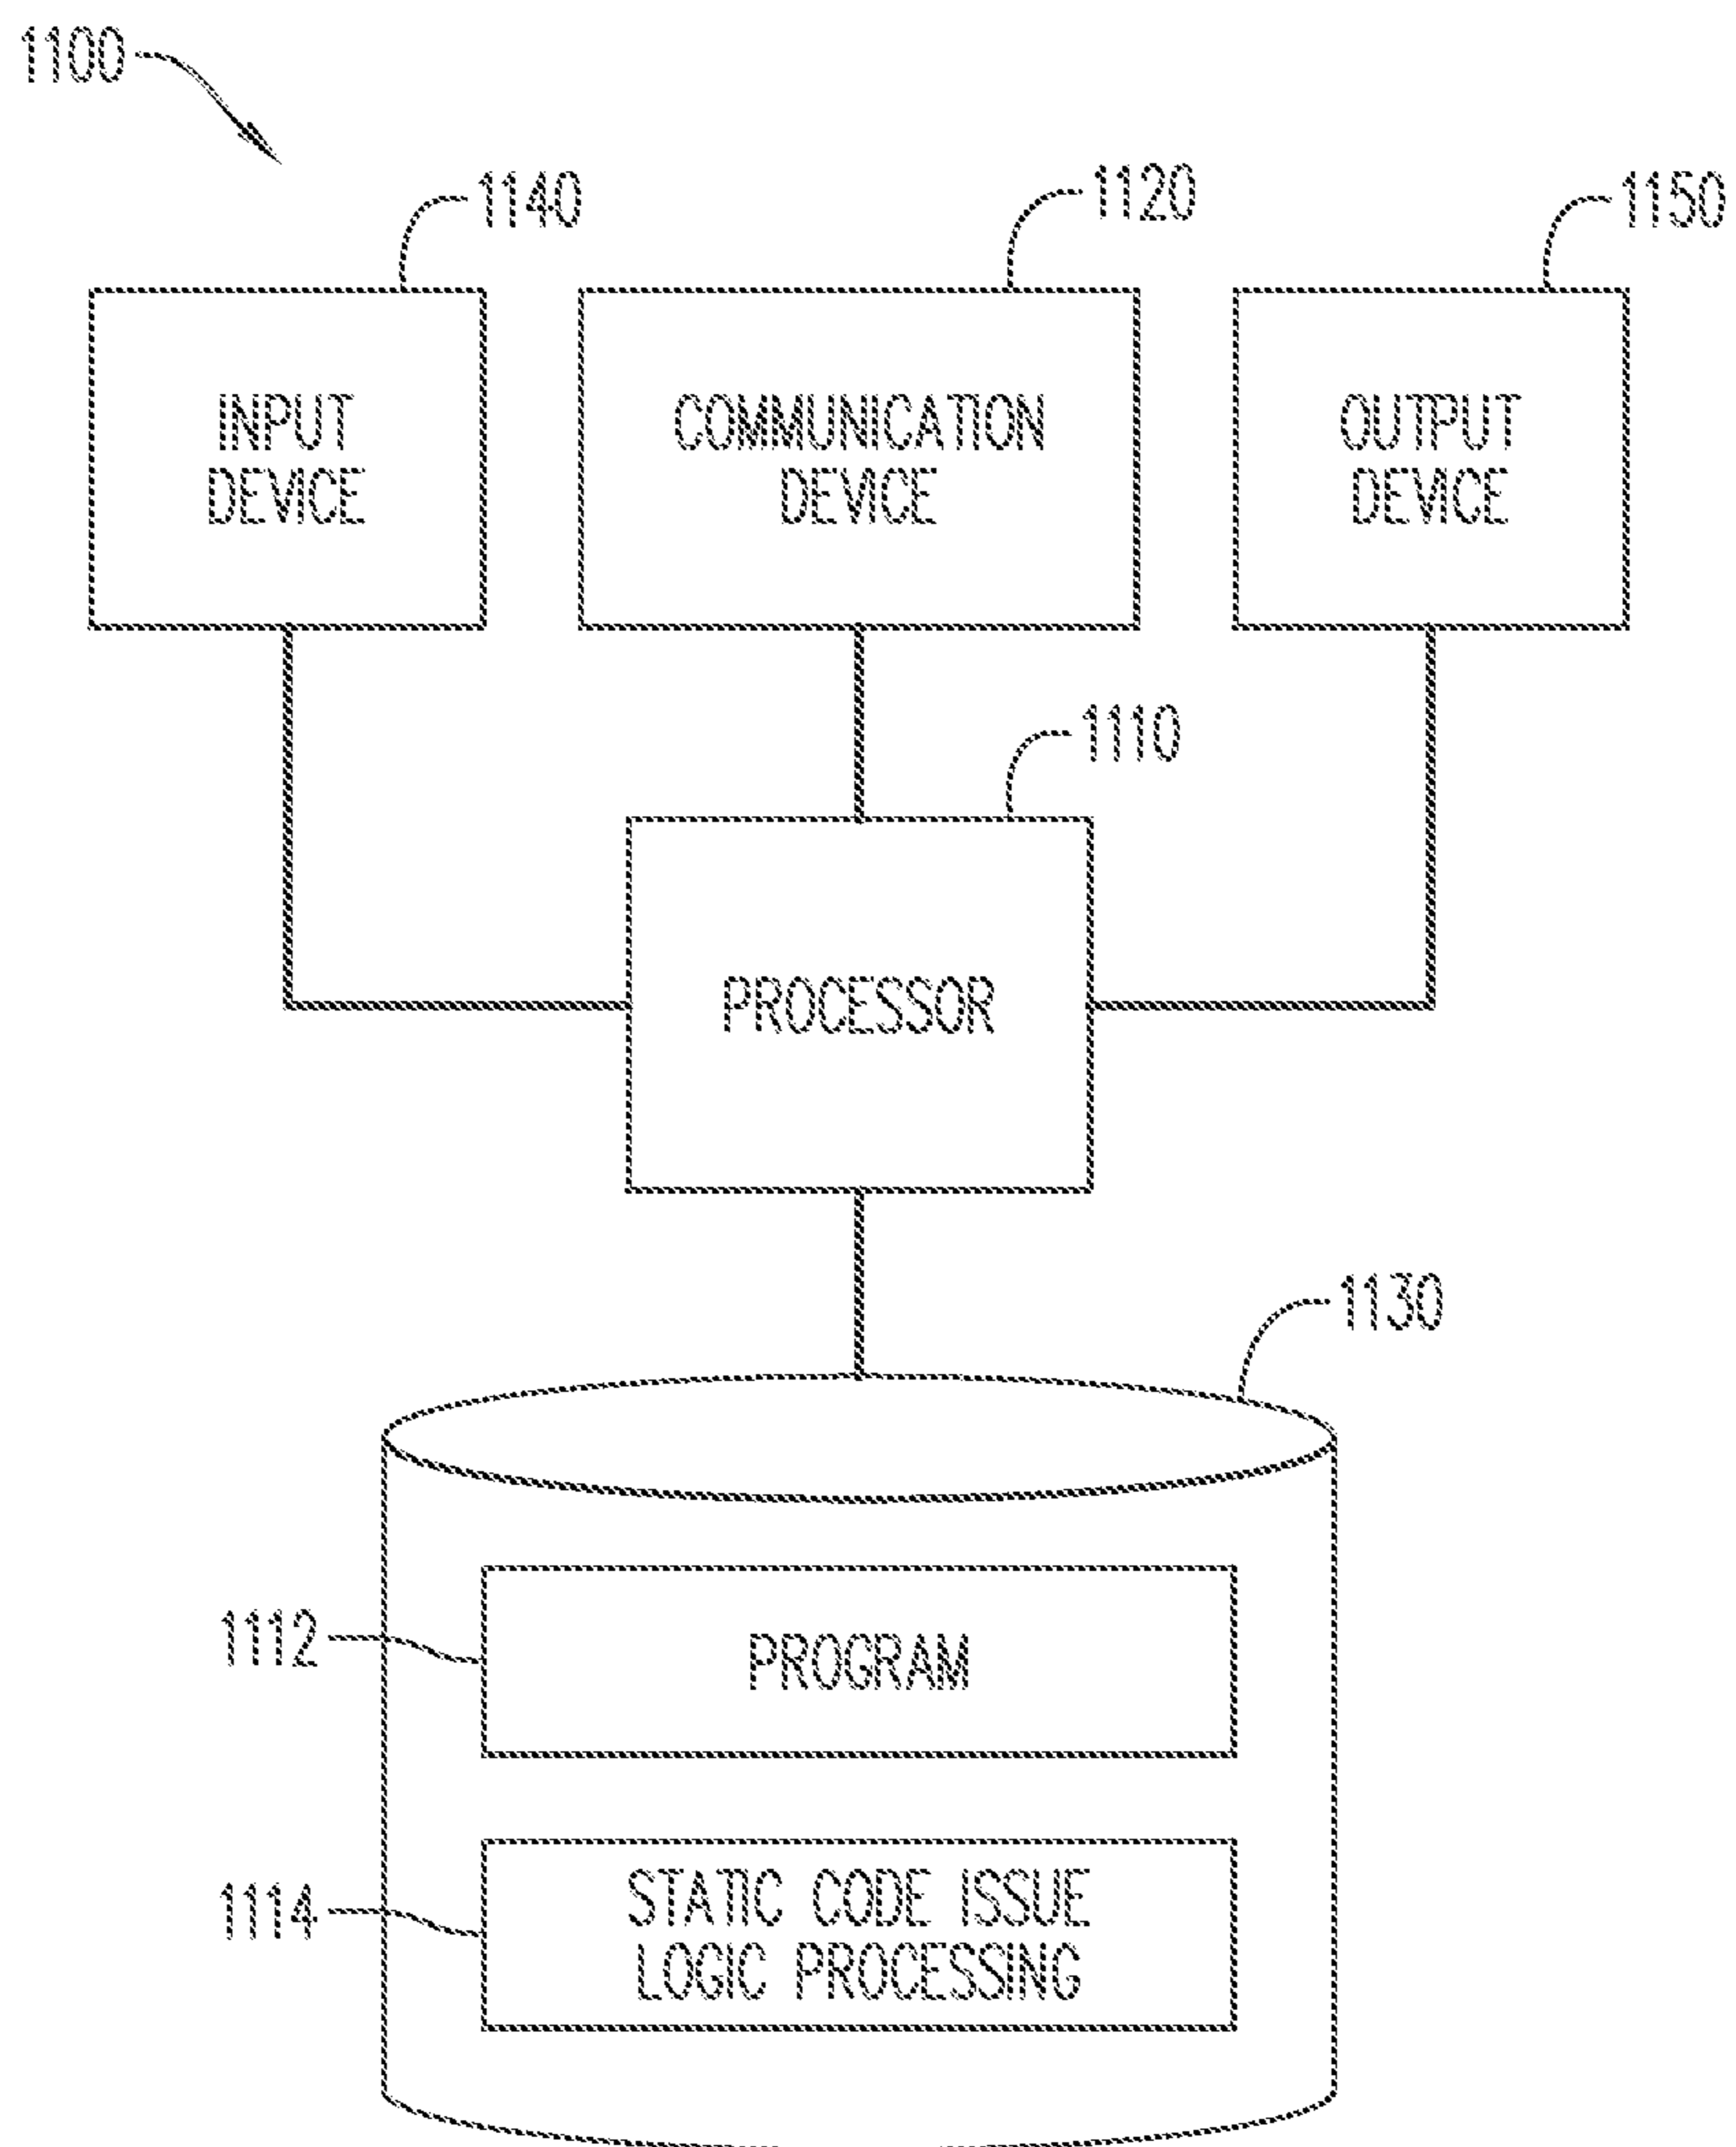 1100
1140
1120
1150
INPUT
DEVICE
COMMUNICATION
DEVICE
OUTPUT
DEVICE
1110
PROCESSOR
1130
1112
PROGRAM
1114
STATIC CODE ISSUE
LOGIC PROCESSING